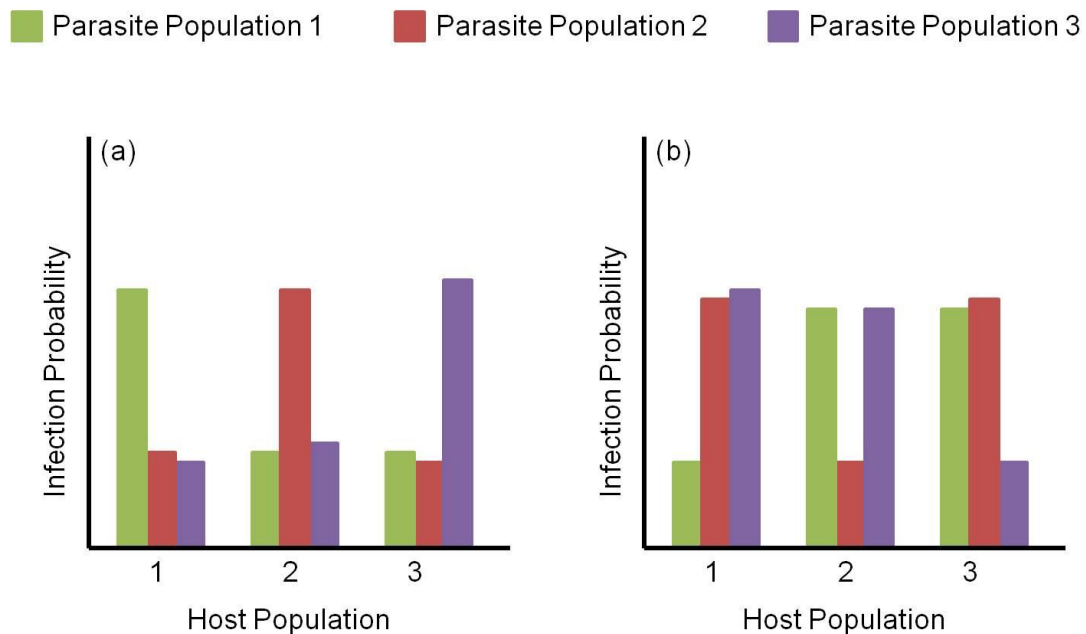 Parasite Population 1 Parasite Population 2 Parasite Population 3
(a)
Infection Probability
1 2 3
Host Population
(b)
Infection Probability
1 2 3
Host Population